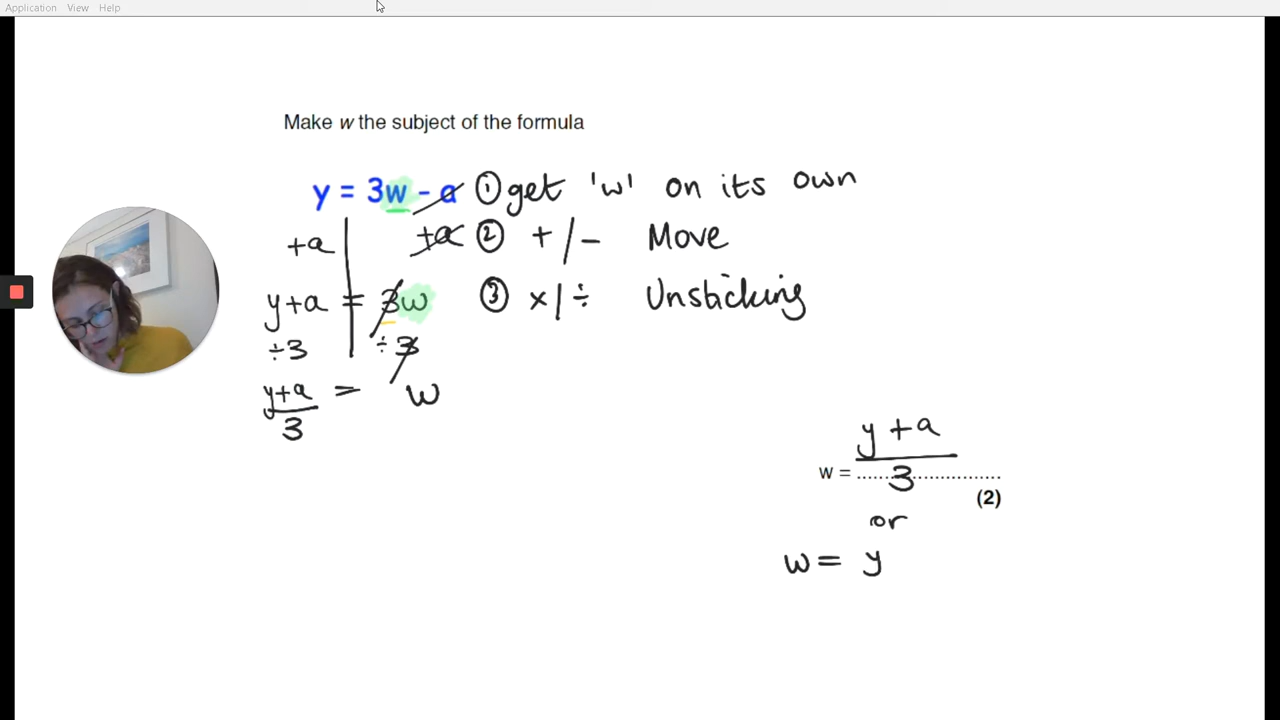 Application View Help
Make w the subject of the formula
y = 3w - a ① get 'w' on its own
+a +a ② + / - Move
y+a = 3w ③ × / ÷ Unsticking
÷3 ÷3
y+a
3
= w
y + a
w = 3
(2)
or
w = y